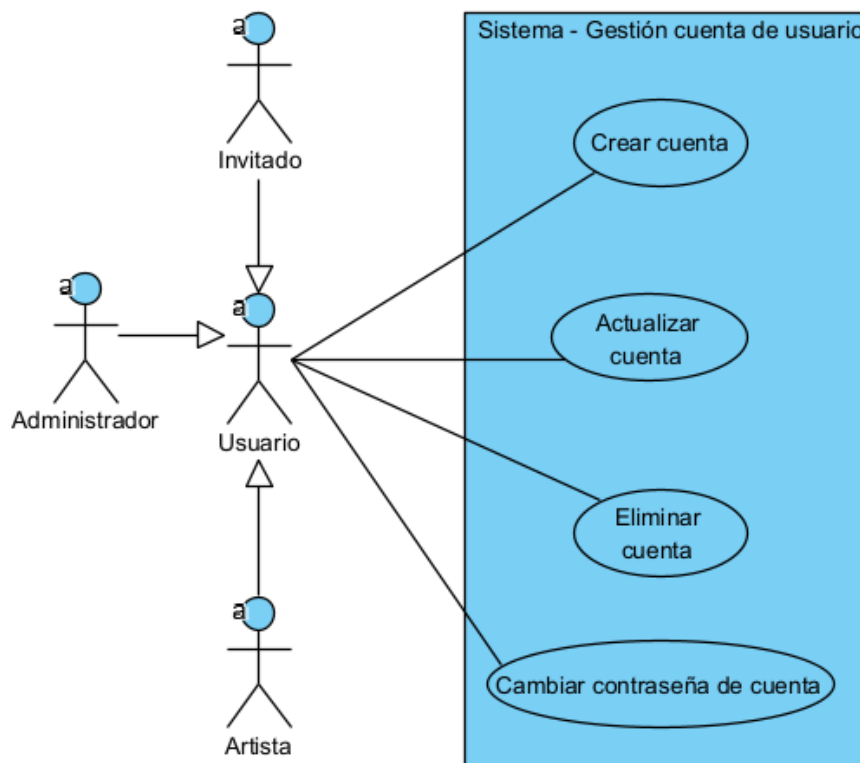 a
Sistema - Gestión cuenta de usuario
Crear cuenta
Invitado
a
a
Actualizar
cuenta
Administrador
Usuario
Eliminar
cuenta
a
Cambiar contraseña de cuenta
Artista